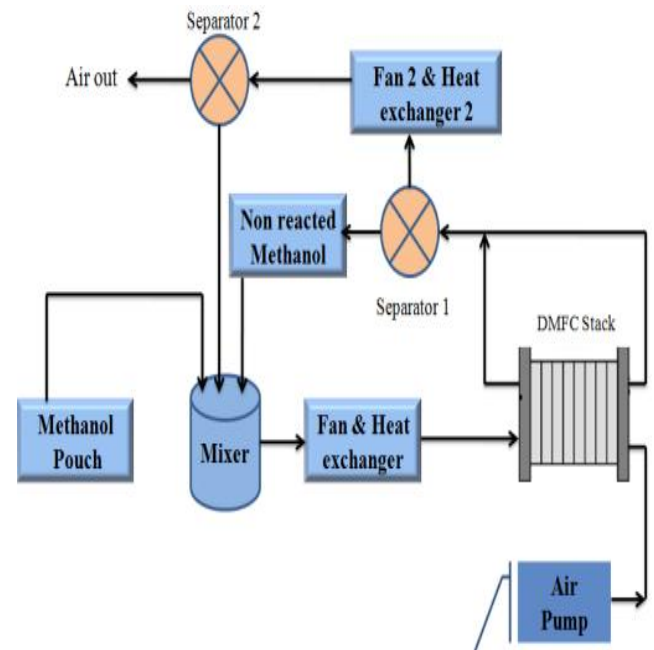 Separator 2
Air out
Fan 2 & Heat
exchanger 2
Non reacted
Methanol
Separator 1
DMFC Stack
Methanol
Pouch
Mixer
Fan & Heat
exchanger
Air
Pump